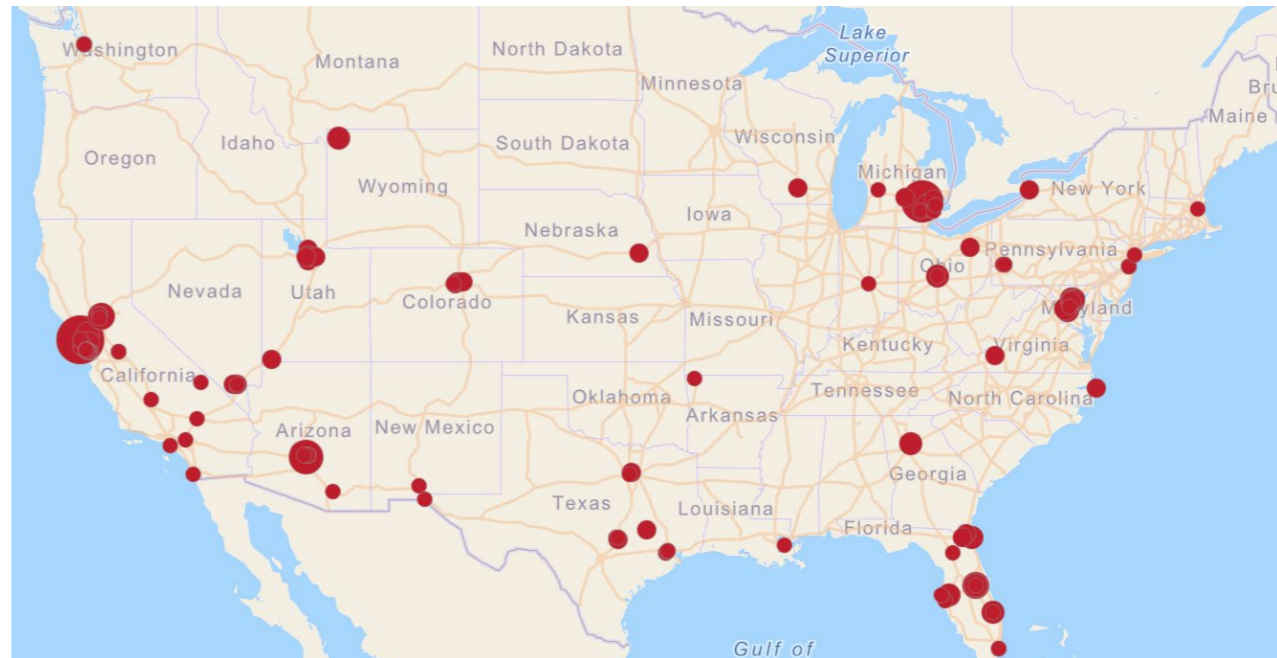 Washington
Montana
North Dakota
Minnesota
Lake
Superior
Maine
Oregon
Idaho
South Dakota
Wisconsin
Michigan
New York
Wyoming
Iowa
Nebraska
Pennsylvania
Ohio
Nevada
Utah
Colorado
Kansas
Missouri
Maryland
Kentucky
Virginia
California
Oklahoma
Tennessee
North Carolina
Arizona
New Mexico
Arkansas
Georgia
Texas
Louisiana
Florida
Gulf of